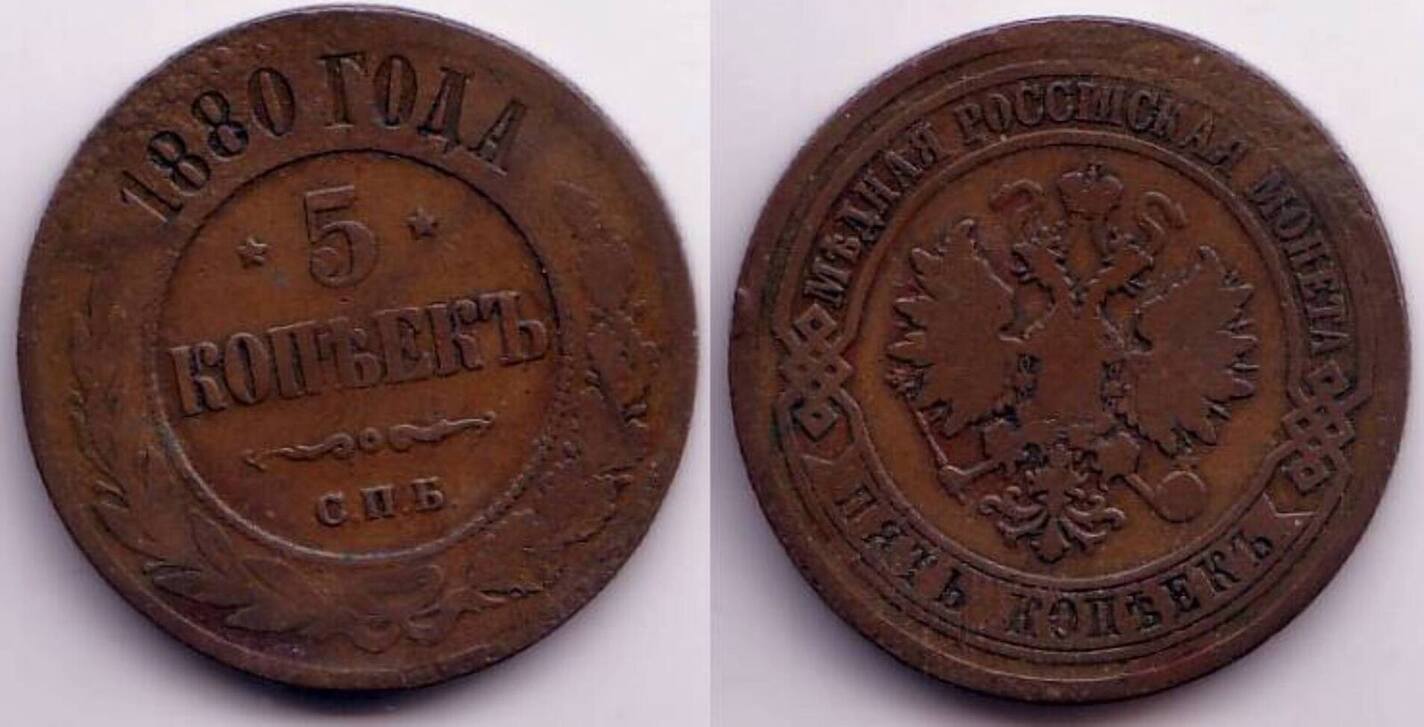 1880 ГОДА
5
КОПѢЕКЪ
С.П.Б.
МѢДНАЯ РОССІЙСКАЯ МОНЕТА
ПЯТЬ КОПѢЕКЪ